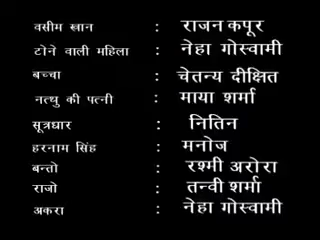 वसीम खान : राजन कपूर
टोने वाली महिला : नेहा गोस्वामी
बच्चा : चेतन्य दीक्षित
नत्थु की पत्नी : माया शर्मा
सूत्रधार : नितिन
हरनाम सिंह : मनोज
बन्तो : रश्मी अरोरा
राजो : तन्वी शर्मा
अकरा : नेहा गोस्वामी